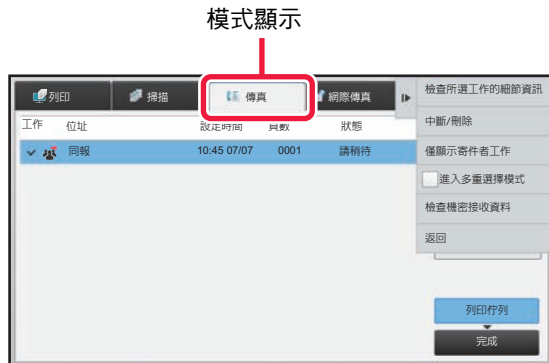 模式顯示
列印
掃描
傳真
網際傳真
檢查所選工作的細節資訊
工作 位址 設定時間 頁數 狀態
中斷/刪除
同報 10:45 07/07 0001 請稍待
僅顯示寄件者工作
進入多重選擇模式
檢查機密接收資料
返回
列印佇列
完成